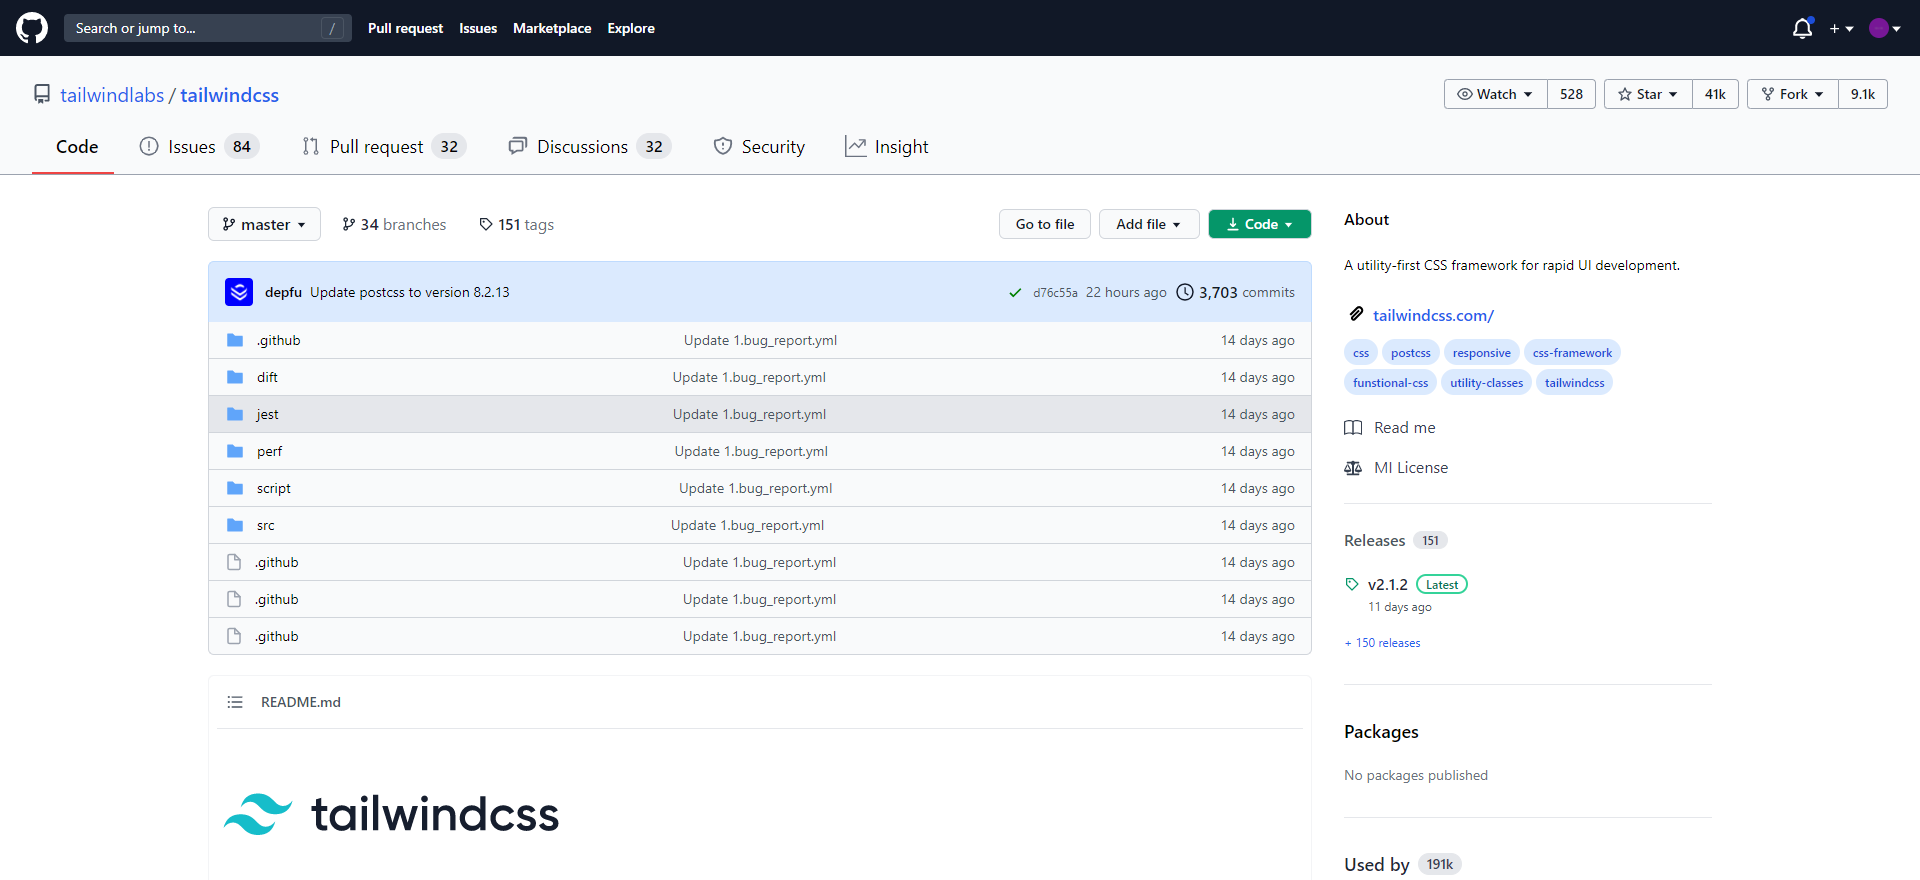 Search or jump to... / Pull request Issues Marketplace Explore +
tailwindlabs / tailwindcss Watch 528 Star 41k Fork 9.1k
Code Issues 84 Pull request 32 Discussions 32 Security Insight
master 34 branches 151 tags Go to file Add file Code
depfu Update postcss to version 8.2.13 d76c55a 22 hours ago 3,703 commits
.github Update 1.bug_report.yml 14 days ago
dift Update 1.bug_report.yml 14 days ago
jest Update 1.bug_report.yml 14 days ago
perf Update 1.bug_report.yml 14 days ago
script Update 1.bug_report.yml 14 days ago
src Update 1.bug_report.yml 14 days ago
.github Update 1.bug_report.yml 14 days ago
.github Update 1.bug_report.yml 14 days ago
.github Update 1.bug_report.yml 14 days ago
README.md
tailwindcss
About
A utility-first CSS framework for rapid UI development.
tailwindcss.com/
css postcss responsive css-framework
funstional-css utility-classes tailwindcss
Read me
MI License
Releases 151
v2.1.2 Latest
11 days ago
+ 150 releases
Packages
No packages published
Used by 191k